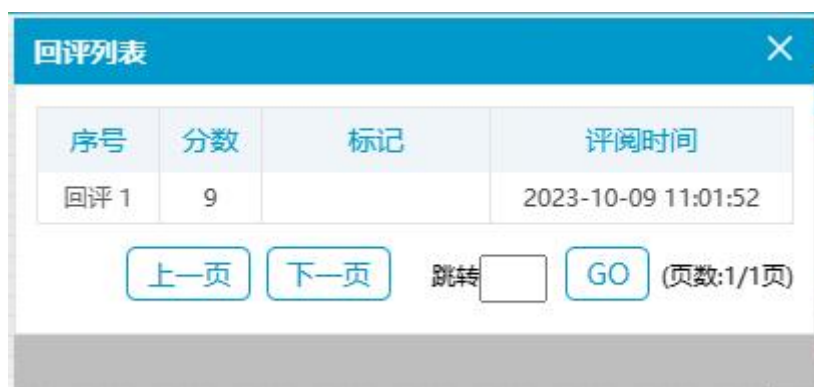 回评列表
序号 分数 标记 评阅时间
回评 1 9 2023-10-09 11:01:52
上一页 下一页 跳转 GO (页数:1/1页)